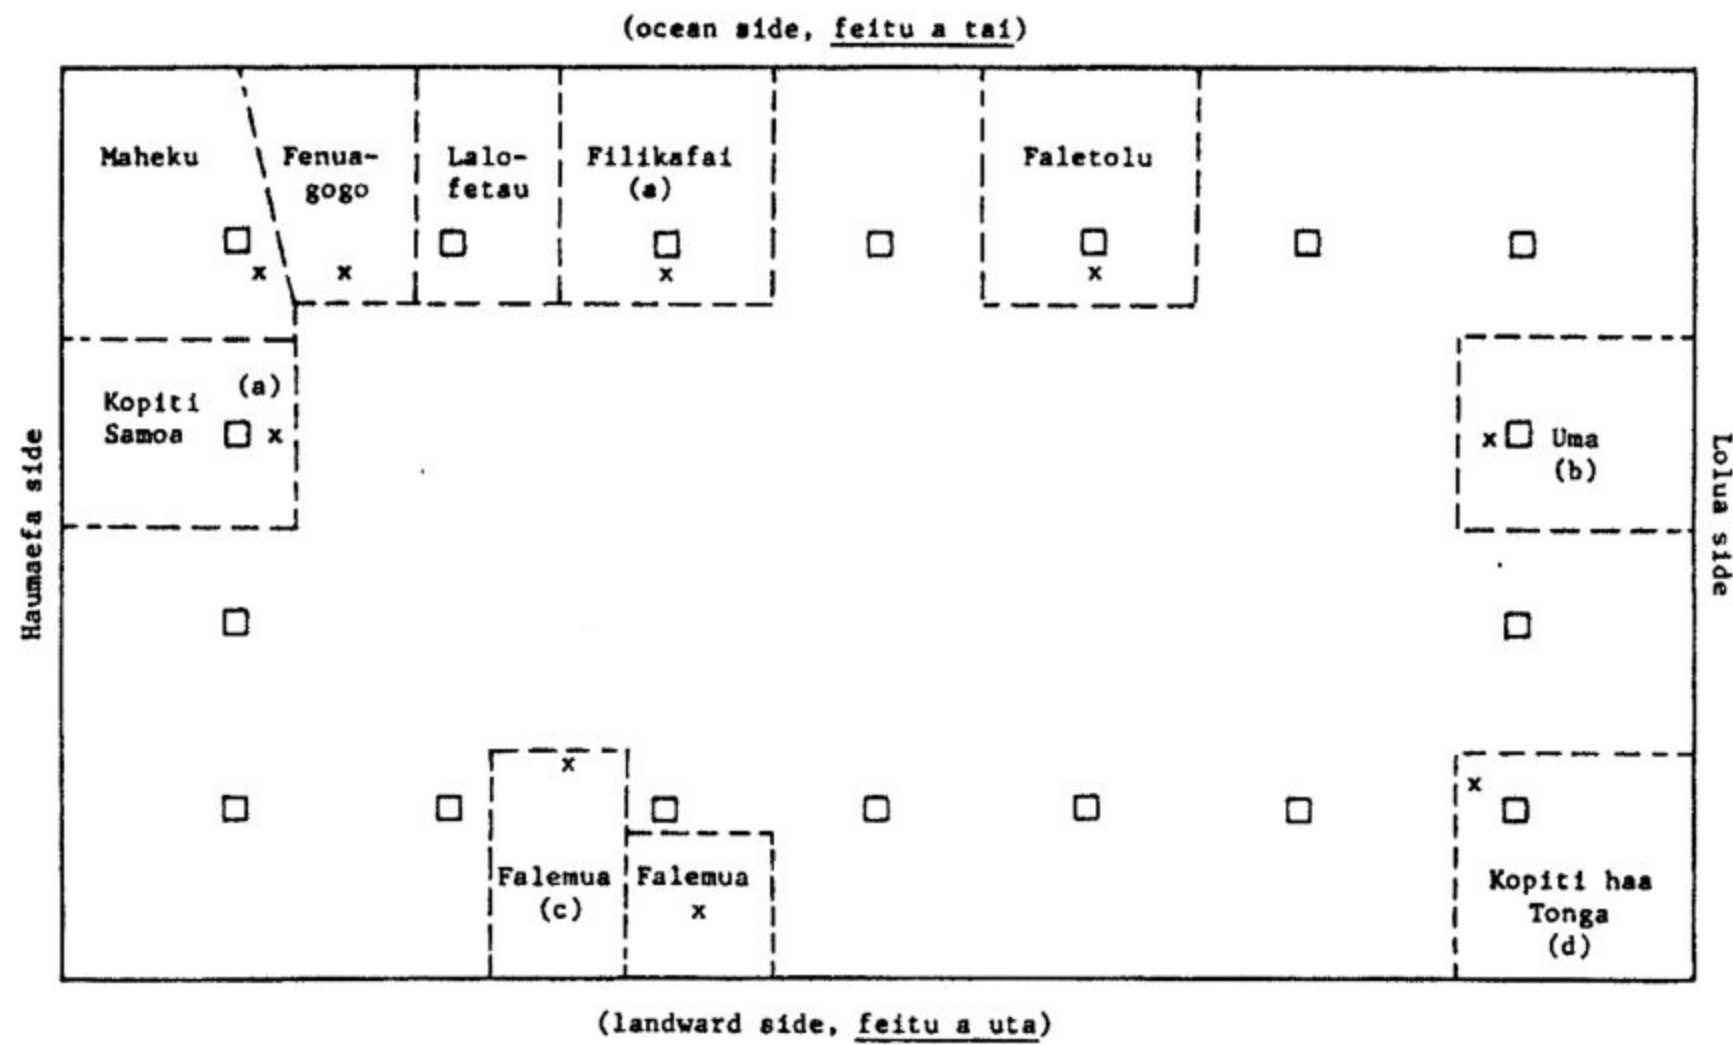 (ocean side, feitu a tai)
Maheku
Fenua-
gogo
Lalo-
fetau
Filikafai
(a)
Faletolu
x
x
x
x
(a)
Kopiti
Samoa
x
x
Uma
(b)
Haumaefa side
Lolua side
x
x
Falemua
(c)
Falemua
x
Kopiti haa
Tonga
(d)
(landward side, feitu a uta)